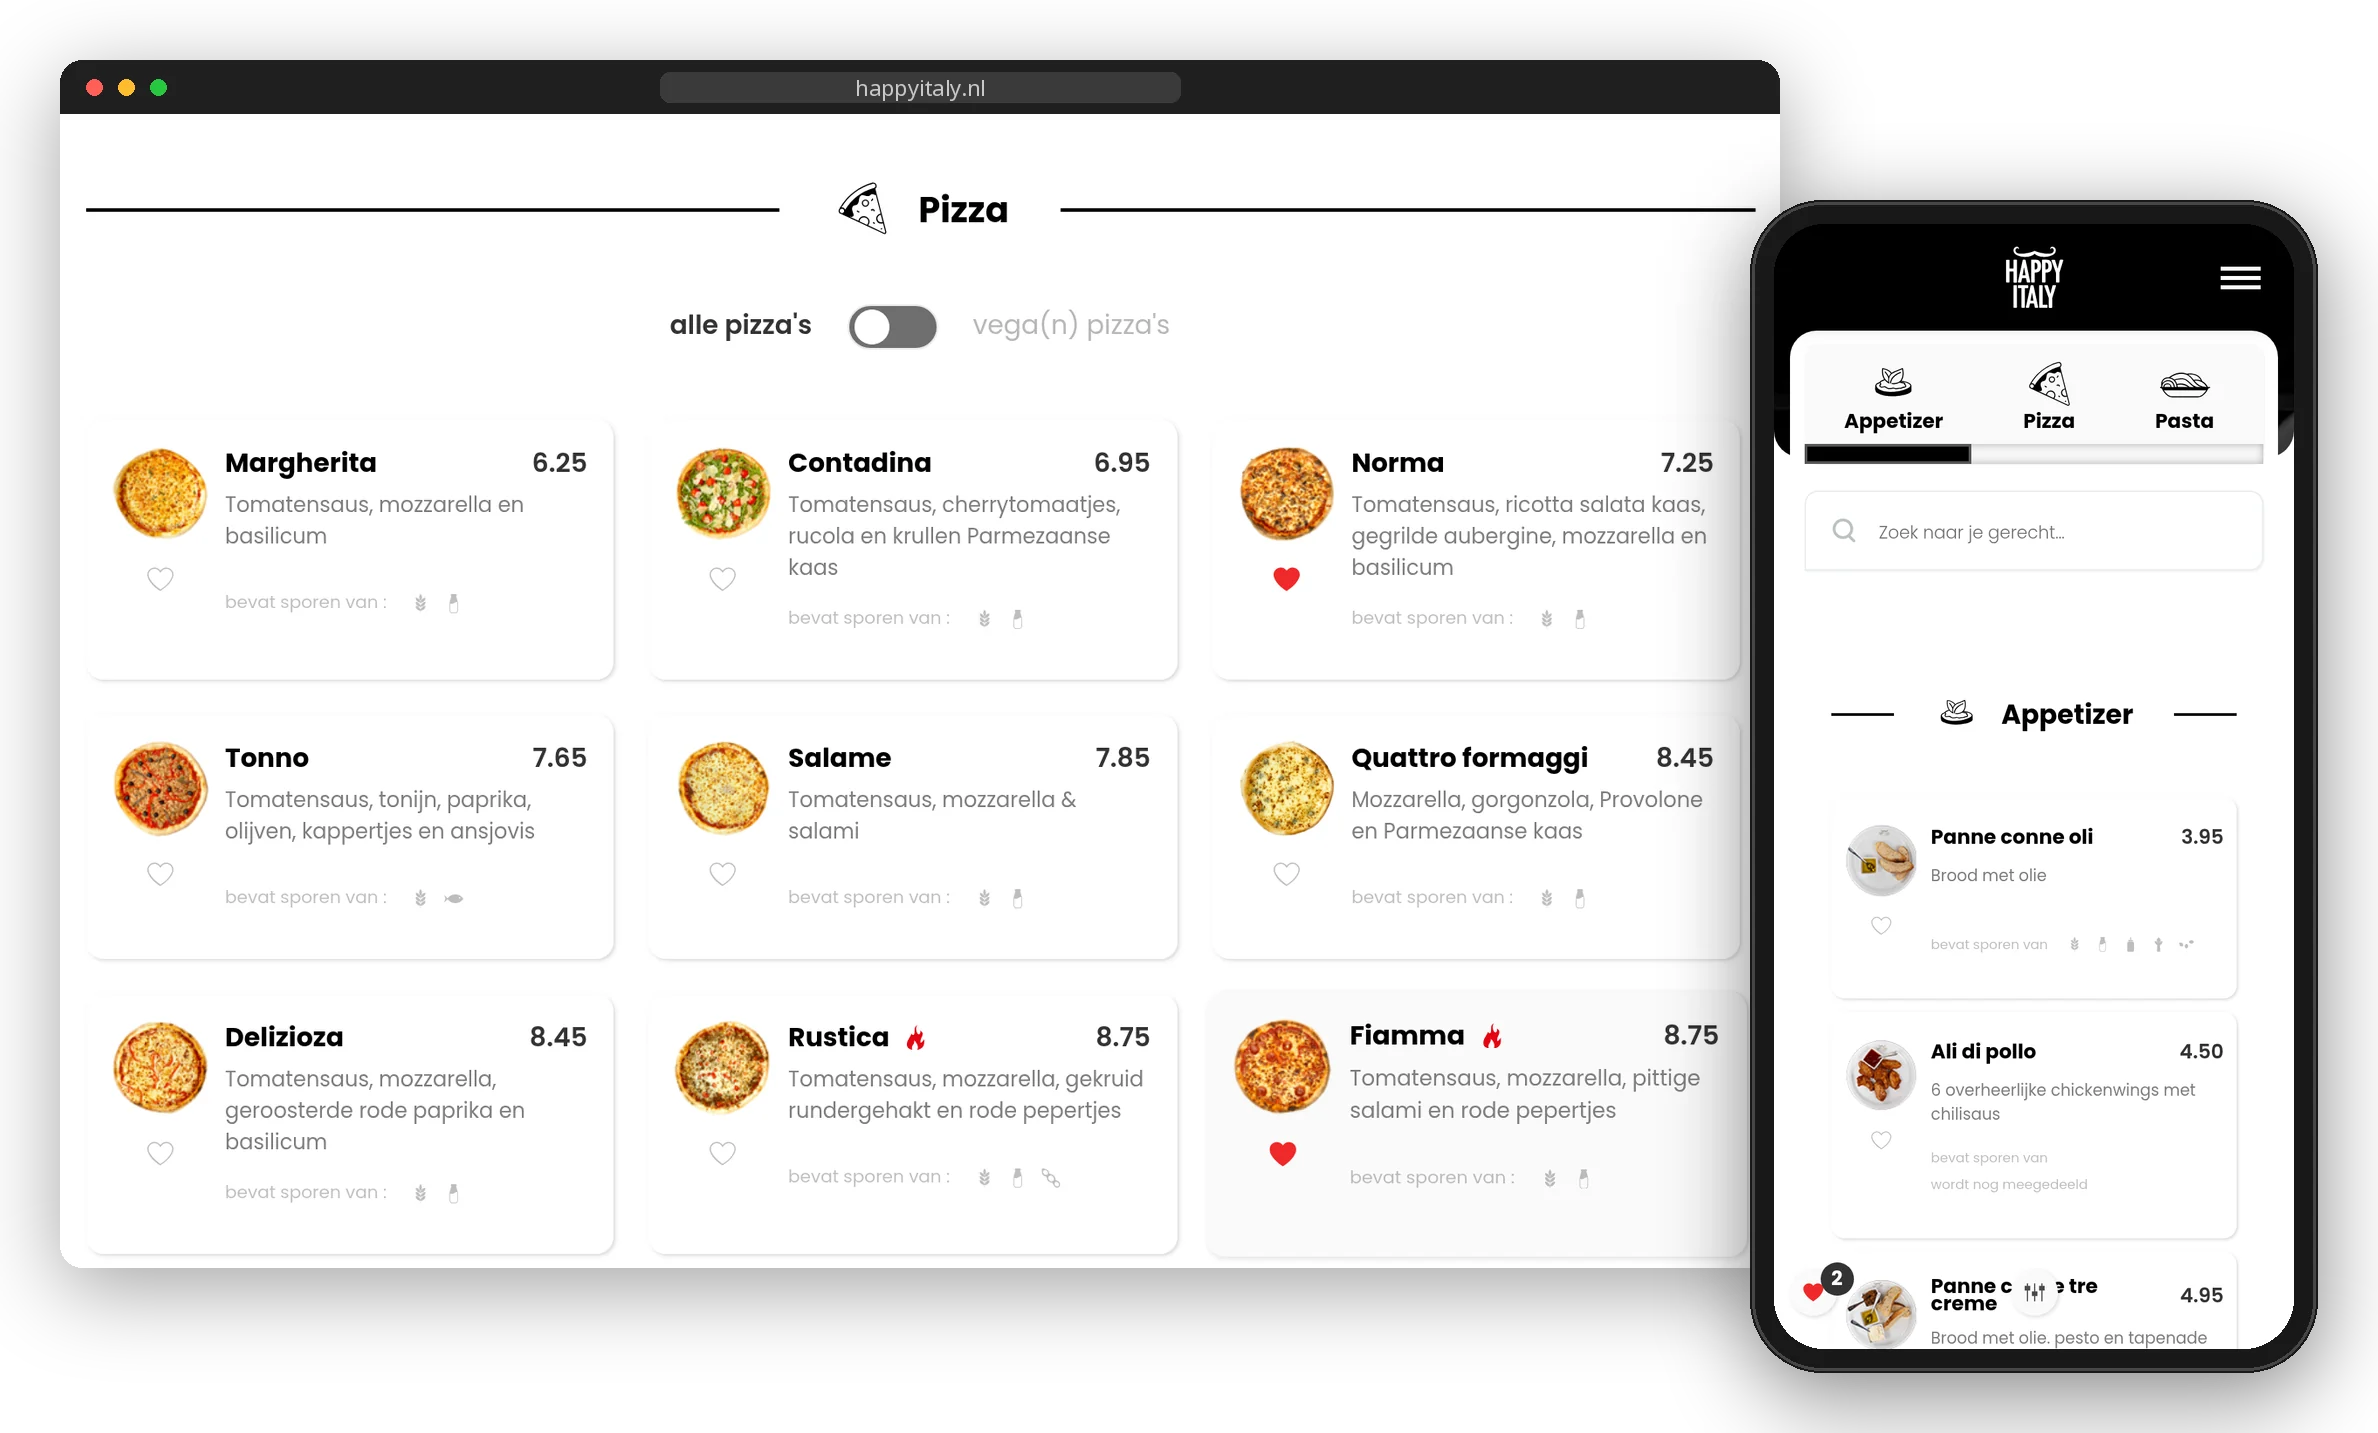 happyitaly.nl
Pizza
alle pizza's
vega(n) pizza's
Margherita 6.25
Tomatensaus, mozzarella en
basilicum
bevat sporen van :
Contadina 6.95
Tomatensaus, cherrytomaatjes,
rucola en krullen Parmezaanse
kaas
bevat sporen van :
Norma 7.25
Tomatensaus, ricotta salata kaas,
gegrilde aubergine, mozzarella en
basilicum
bevat sporen van :
Tonno 7.65
Tomatensaus, tonijn, paprika,
olijven, kappertjes en ansjovis
bevat sporen van :
Salame 7.85
Tomatensaus, mozzarella &
salami
bevat sporen van :
Quattro formaggi 8.45
Mozzarella, gorgonzola, Provolone
en Parmezaanse kaas
bevat sporen van :
Delizioza 8.45
Tomatensaus, mozzarella,
geroosterde rode paprika en
basilicum
bevat sporen van :
Rustica 8.75
Tomatensaus, mozzarella, gekruid
rundergehakt en rode pepertjes
bevat sporen van :
Fiamma 8.75
Tomatensaus, mozzarella, pittige
salami en rode pepertjes
bevat sporen van :
HAPPY
ITALY
Appetizer Pizza Pasta
Zoek naar je gerecht...
Appetizer
Panne conne oli 3.95
Brood met olie
bevat sporen van
Ali di pollo 4.50
6 overheerlijke chickenwings met
chilisaus
bevat sporen van
wordt nog meegedeeld
2
Panne c e tre
creme 4.95
Brood met olie. pesto en tapenade